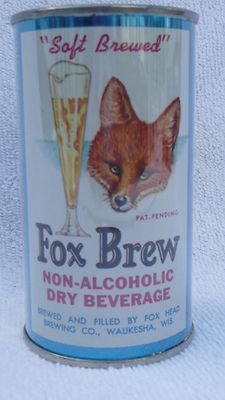 "Soft Brewed"
PAT. PENDING
Fox Brew
NON-ALCOHOLIC
DRY BEVERAGE
BREWED AND FILLED BY FOX HEAD
BREWING CO., WAUKESHA, WIS.